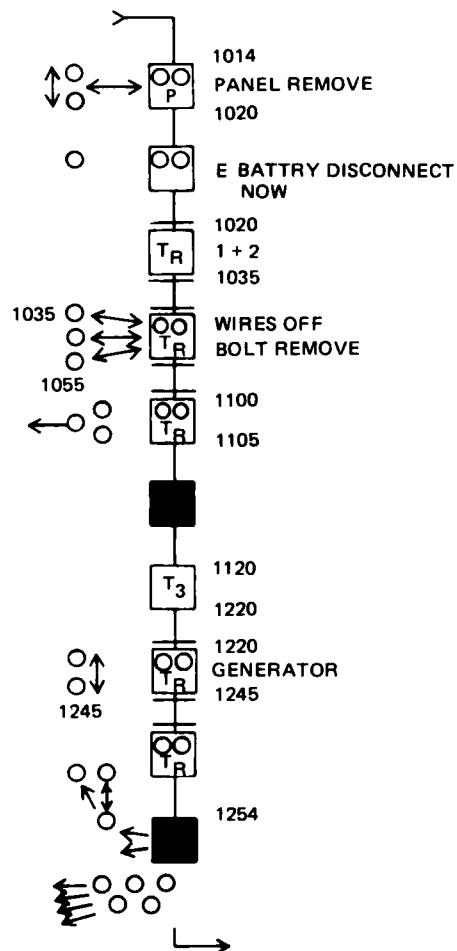 1014
P
PANEL REMOVE
1020
E BATTRY DISCONNECT
NOW
1020
TR
1 + 2
1035
1035
WIRES OFF
TR
BOLT REMOVE
1055
1100
TR
1105
1120
T3
1220
1220
TR
GENERATOR
1245
1245
TR
1254